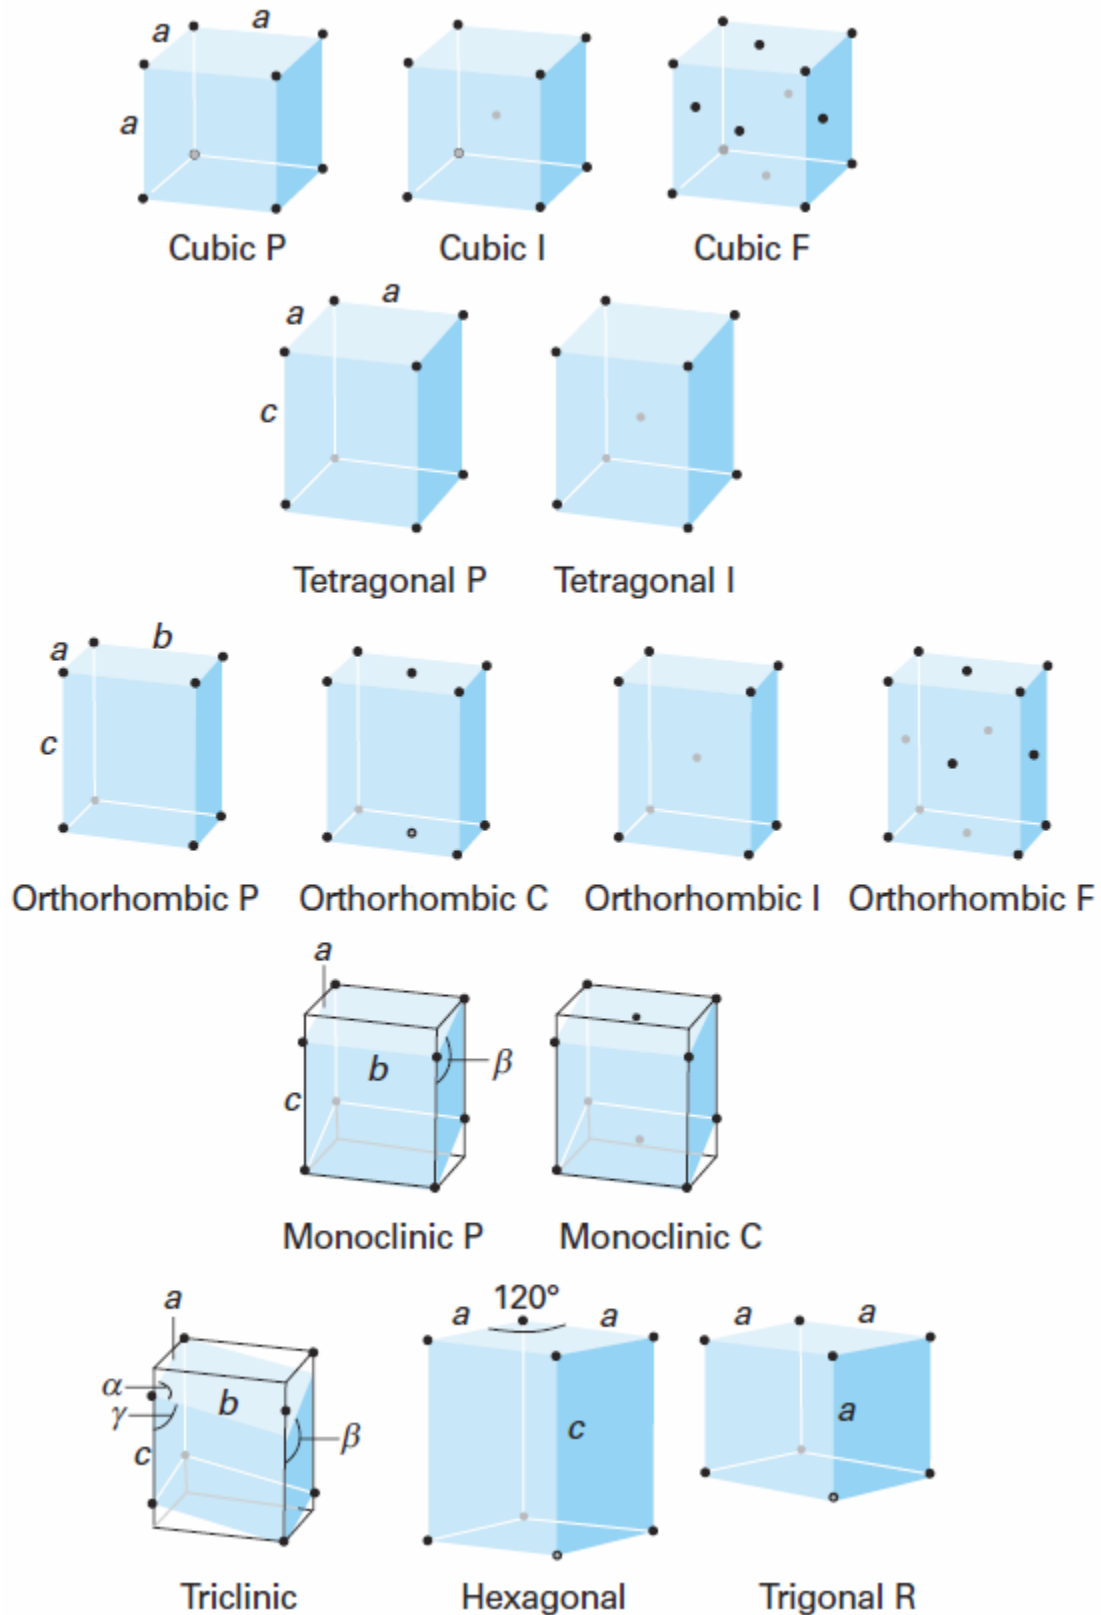 a a
a
Cubic P Cubic I Cubic F
a a
c
Tetragonal P Tetragonal I
a b
c
Orthorhombic P Orthorhombic C Orthorhombic I Orthorhombic F
a
b β
c
Monoclinic P Monoclinic C
a 120° a a a a
α
γ b c a
c β
Triclinic Hexagonal Trigonal R